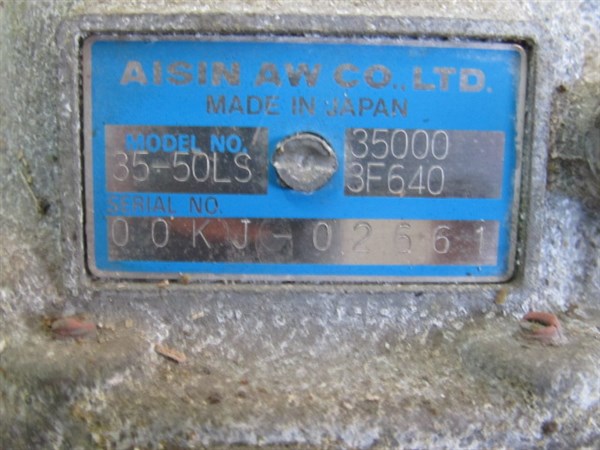 AISIN AW CO., LTD.
MADE IN JAPAN
MODEL NO. 35000
35-50LS 3F640
SERIAL NO.
00KJ-02661